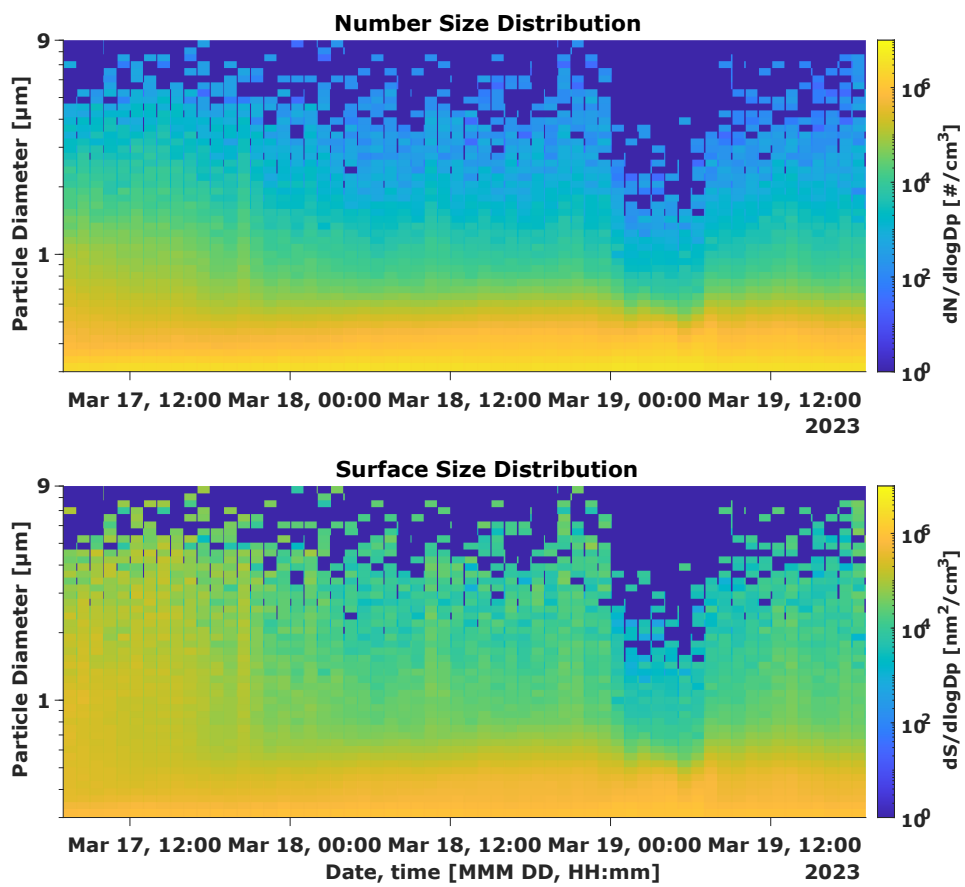 Number Size Distribution
9
1
Particle Diameter [µm]
Mar 17, 12:00 Mar 18, 00:00 Mar 18, 12:00 Mar 19, 00:00 Mar 19, 12:00
2023
10^6
10^4
10^2
10^0
dN/dlogDp [#/cm^3]
Surface Size Distribution
9
1
Particle Diameter [µm]
Mar 17, 12:00 Mar 18, 00:00 Mar 18, 12:00 Mar 19, 00:00 Mar 19, 12:00
Date, time [MMM DD, HH:mm]
2023
10^6
10^4
10^2
10^0
dS/dlogDp [nm^2/cm^3]